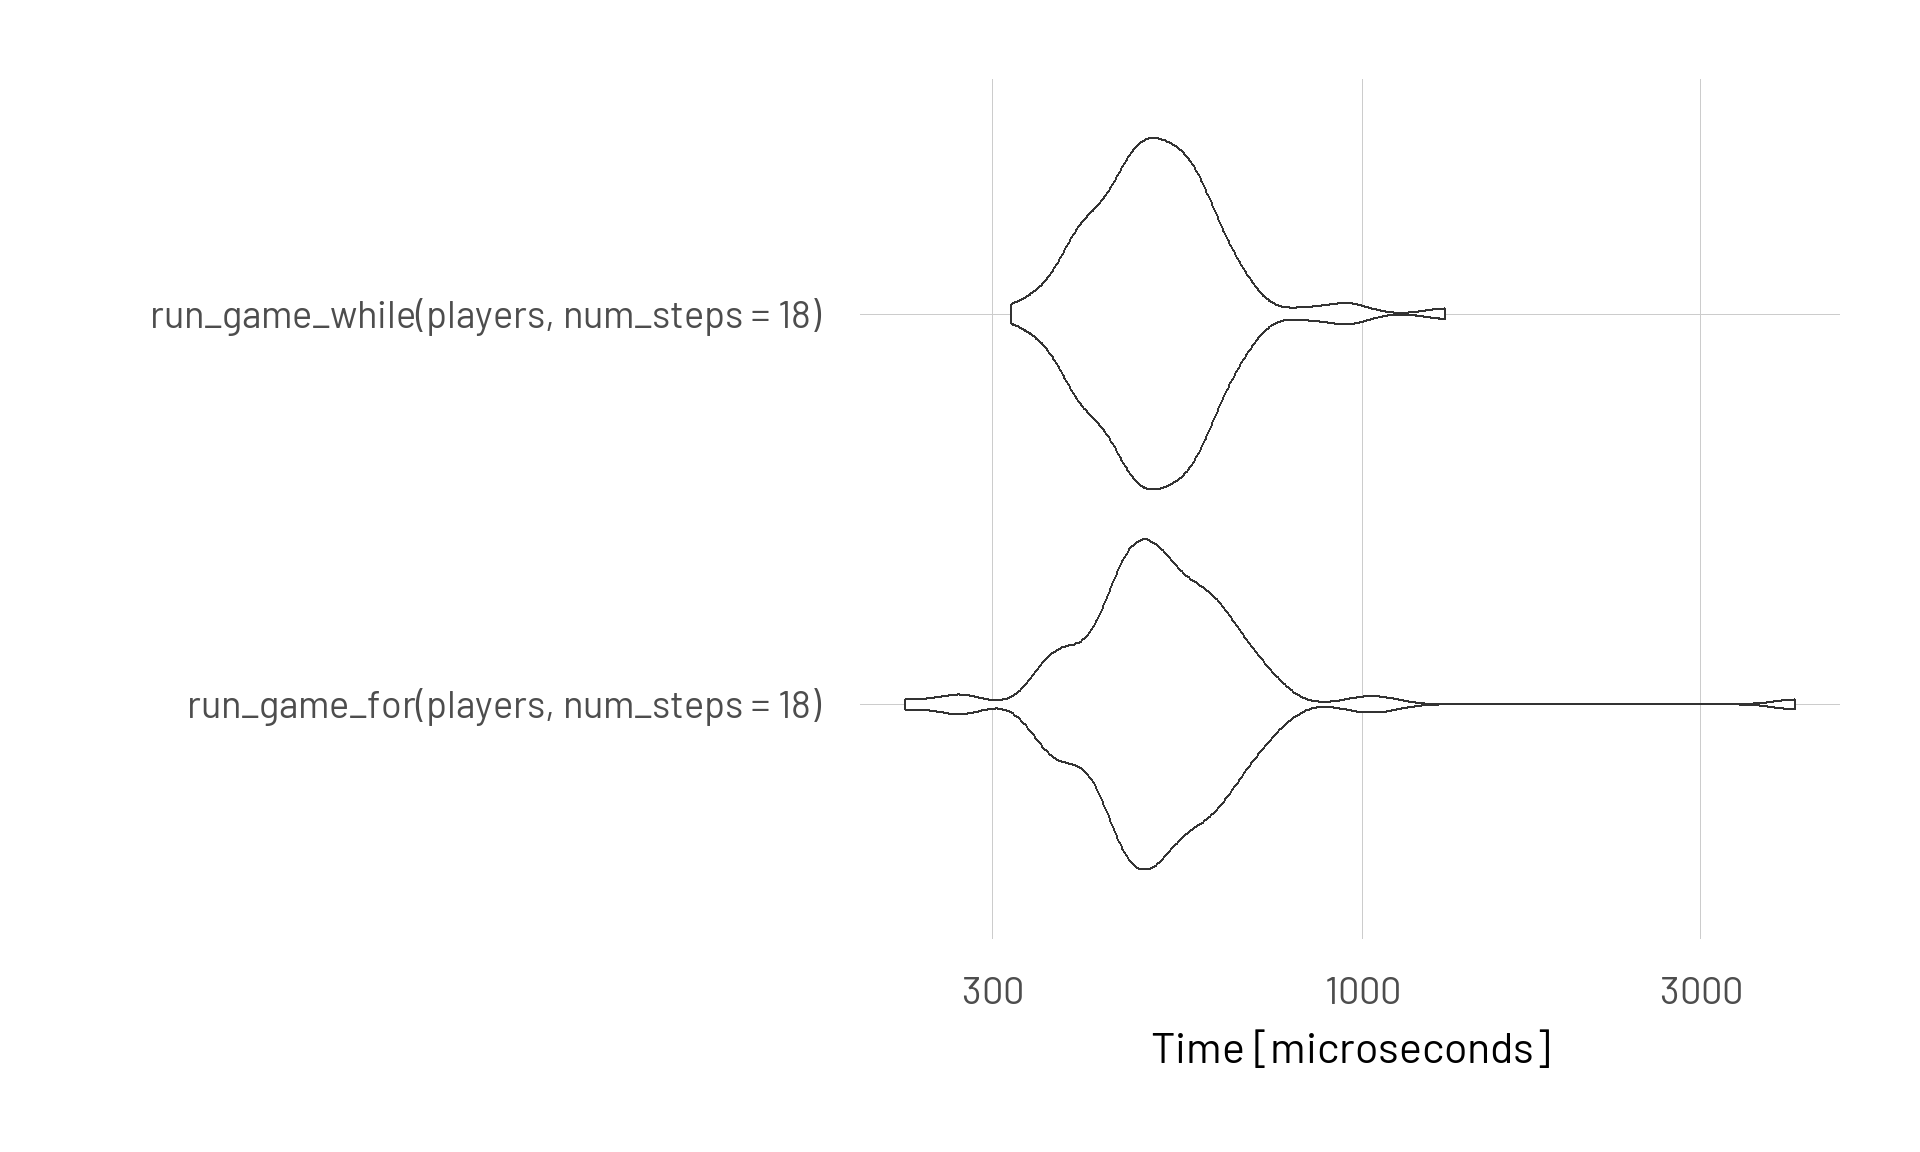 run_game_while(players, num_steps = 18)
run_game_for(players, num_steps = 18)
300 1000 3000
Time [microseconds]